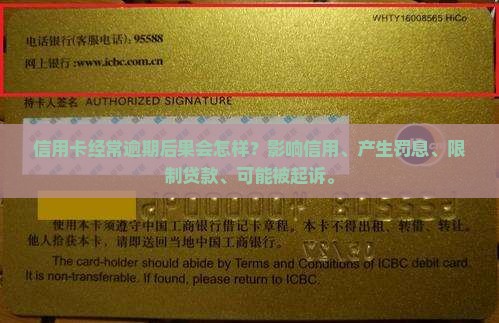 WHTY16008565 HiCo
电话银行(客服电话):95588
网上银行:www.icbc.com.cn
持卡人签名 AUTHORIZED SIGNATURE
信用卡经常逾期后果会怎样?影响信用、产生罚息、限
制贷款、可能被起诉。
使用本卡须遵守中国工商银行借记卡章程。本卡不得出租、转借、转让。
他人拾获本卡,请即送回当地中国工商银行。
The card-holder should abide by Terms and Conditions of ICBC debit card.
It is non-transferable. If found, please return to ICBC.